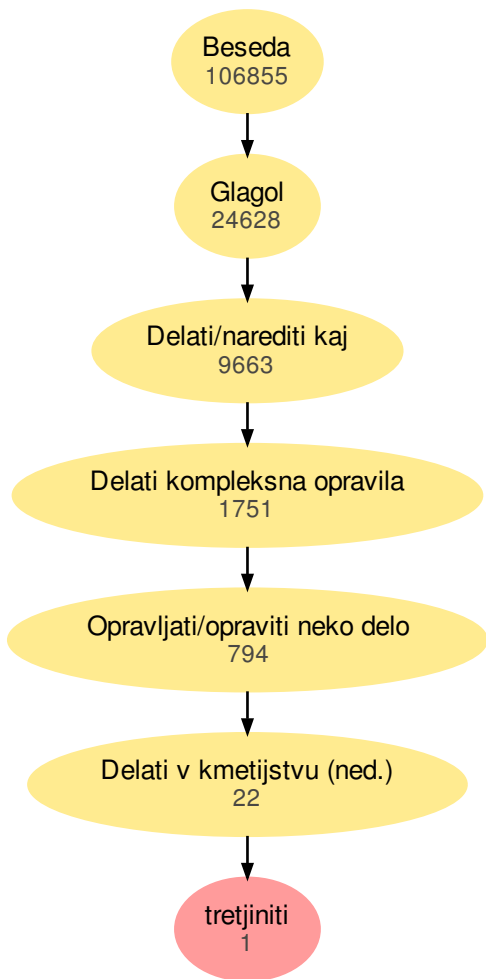 Beseda
106855
Glagol
24628
Delati/narediti kaj
9663
Delati kompleksna opravila
1751
Opravljati/opraviti neko delo
794
Delati v kmetijstvu (ned.)
22
tretjiniti
1